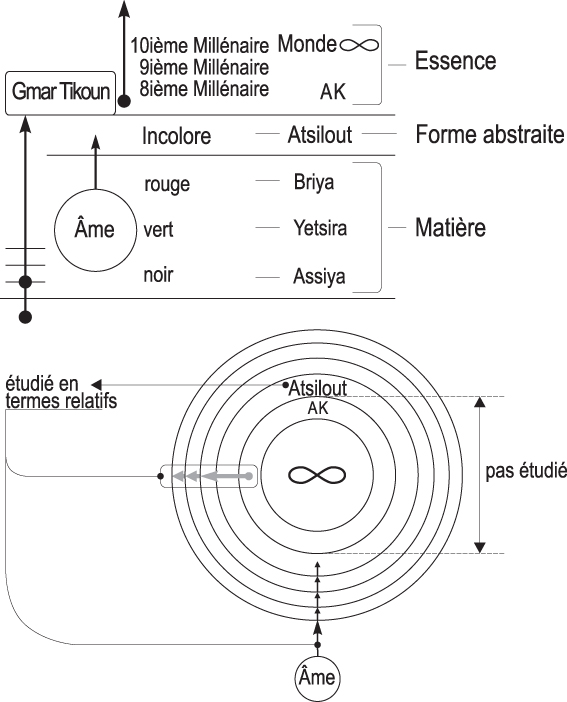 10ième Millénaire Monde ∞
9ième Millénaire
8ième Millénaire AK
Essence
Gmar Tikoun
Incolore Atsilout Forme abstraite
rouge Briya
Âme vert Yetsira Matière
noir Assiya
étudié en
termes relatifs
Atsilout
AK
∞
pas étudié
Âme